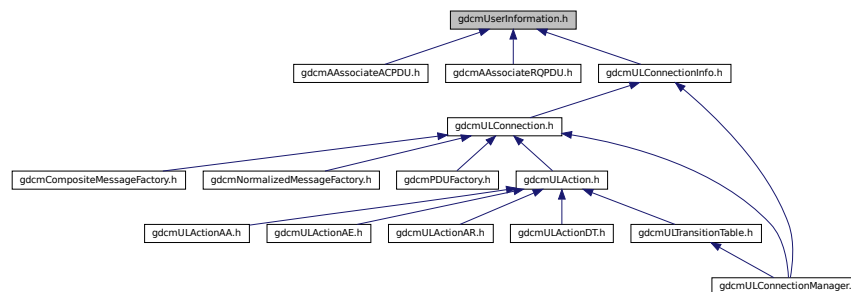 gdcmUserInformation.h
gdcmAAssociateACPDU.h
gdcmAAssociateRQPDU.h
gdcmULConnectionInfo.h
gdcmULConnection.h
gdcmCompositeMessageFactory.h
gdcmNormalizedMessageFactory.h
gdcmPDUFactory.h
gdcmULAction.h
gdcmULActionAA.h
gdcmULActionAE.h
gdcmULActionAR.h
gdcmULActionDT.h
gdcmULTransitionTable.h
gdcmULConnectionManager.